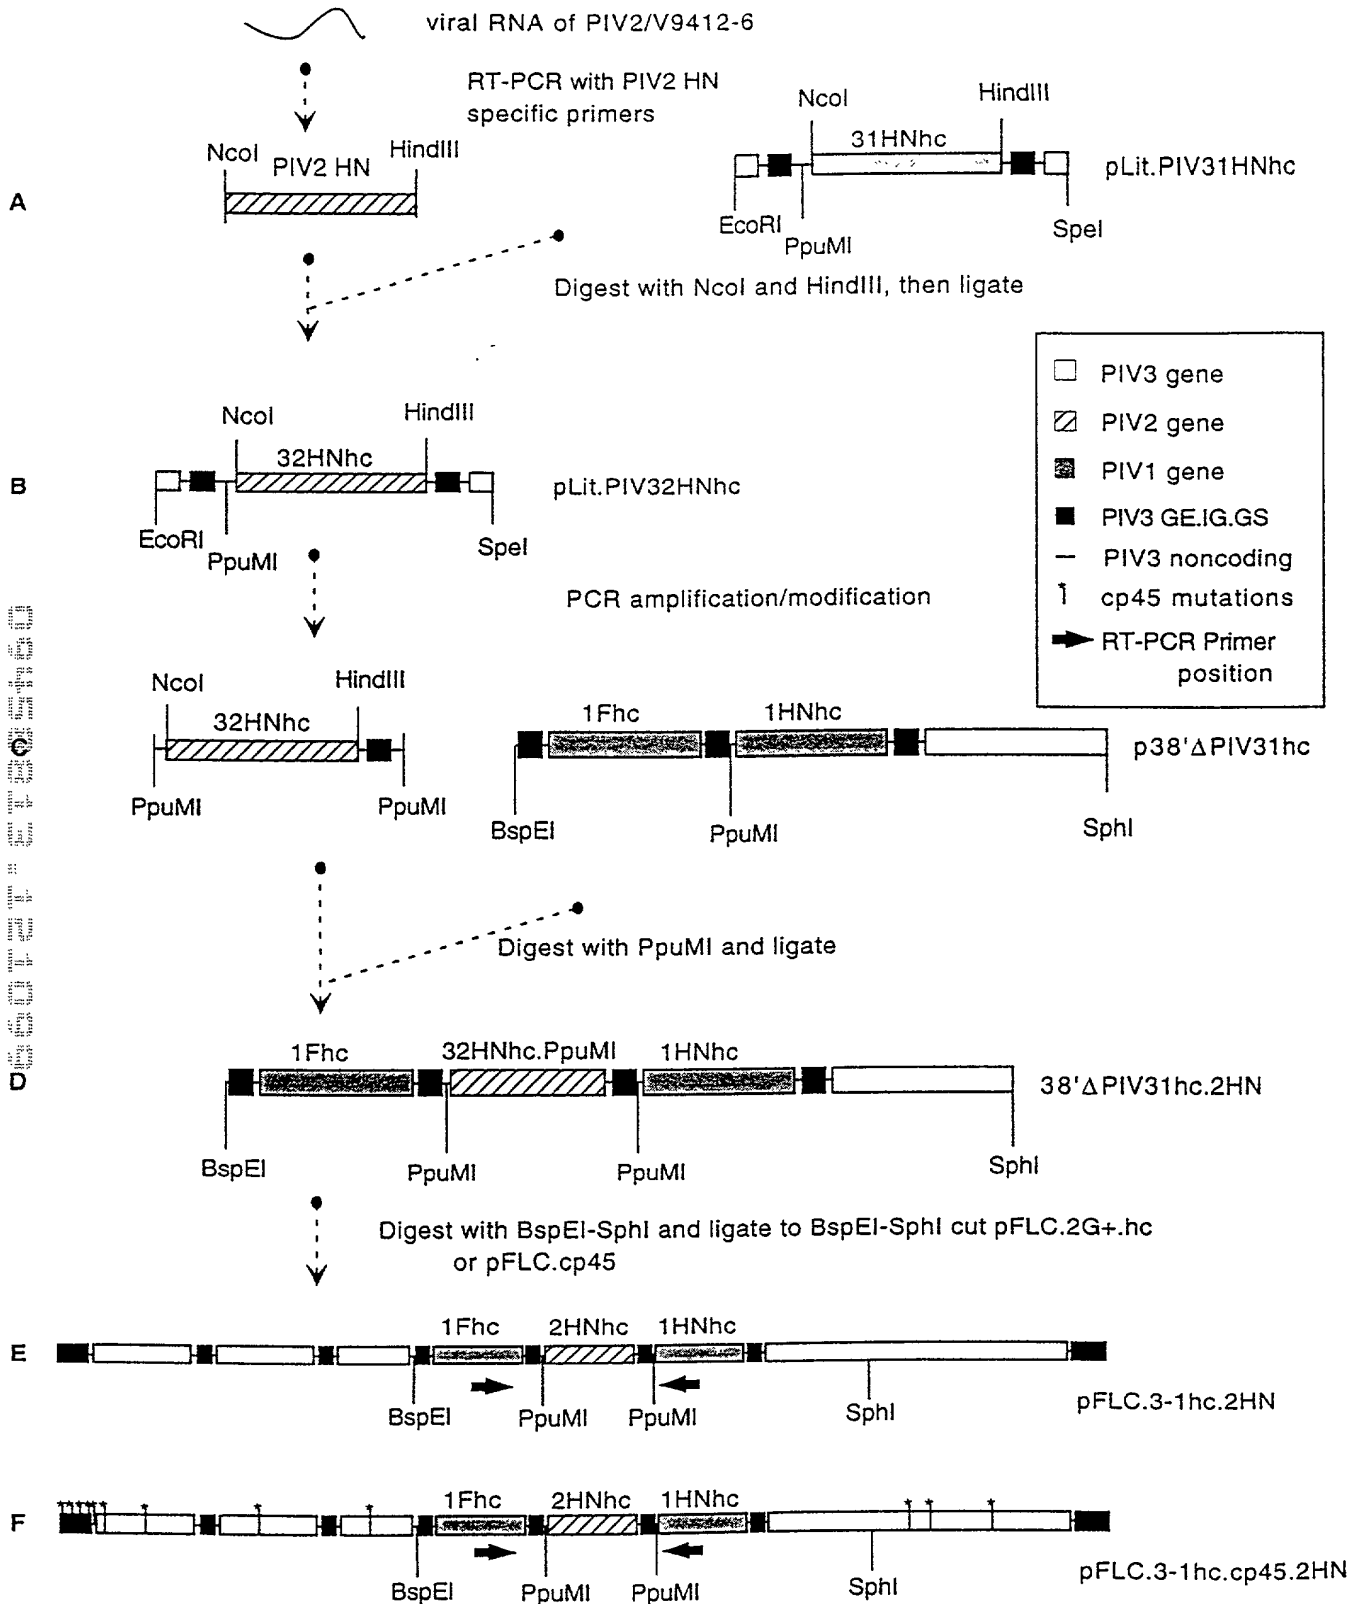 viral RNA of PIV2/V9412-6
RT-PCR with PIV2 HN
specific primers
NcoI PIV2 HN HindIII
NcoI HindIII
31HNhc
pLit.PIV31HNhc
A
EcoRI PpuMI SpeI
Digest with NcoI and HindIII, then ligate
PIV3 gene
PIV2 gene
PIV1 gene
PIV3 GE.IG.GS
PIV3 noncoding
cp45 mutations
RT-PCR Primer
position
NcoI HindIII
32HNhc
B
pLit.PIV32HNhc
EcoRI PpuMI SpeI
PCR amplification/modification
NcoI HindIII
32HNhc
1Fhc 1HNhc
C
p38'ΔPIV31hc
PpuMI PpuMI BspEI PpuMI SphI
Digest with PpuMI and ligate
1Fhc 32HNhc.PpuMI 1HNhc
D
38'ΔPIV31hc.2HN
BspEI PpuMI PpuMI SphI
Digest with BspEI-SphI and ligate to BspEI-SphI cut pFLC.2G+.hc
or pFLC.cp45
1Fhc 2HNhc 1HNhc
E
BspEI PpuMI PpuMI SphI
pFLC.3-1hc.2HN
1Fhc 2HNhc 1HNhc
F
BspEI PpuMI PpuMI SphI
pFLC.3-1hc.cp45.2HN